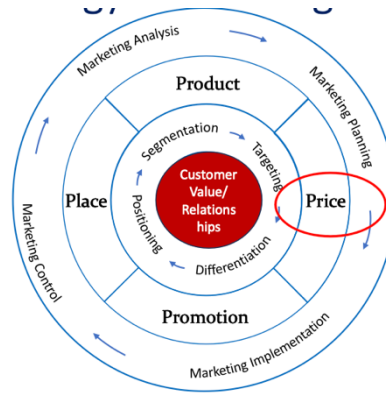 Marketing Analysis
Marketing Planning
Product
Segmentation
Targeting
Customer
Value/
Relations
hips
Place
Price
Positioning
Differentiation
Marketing Control
Promotion
Marketing Implementation